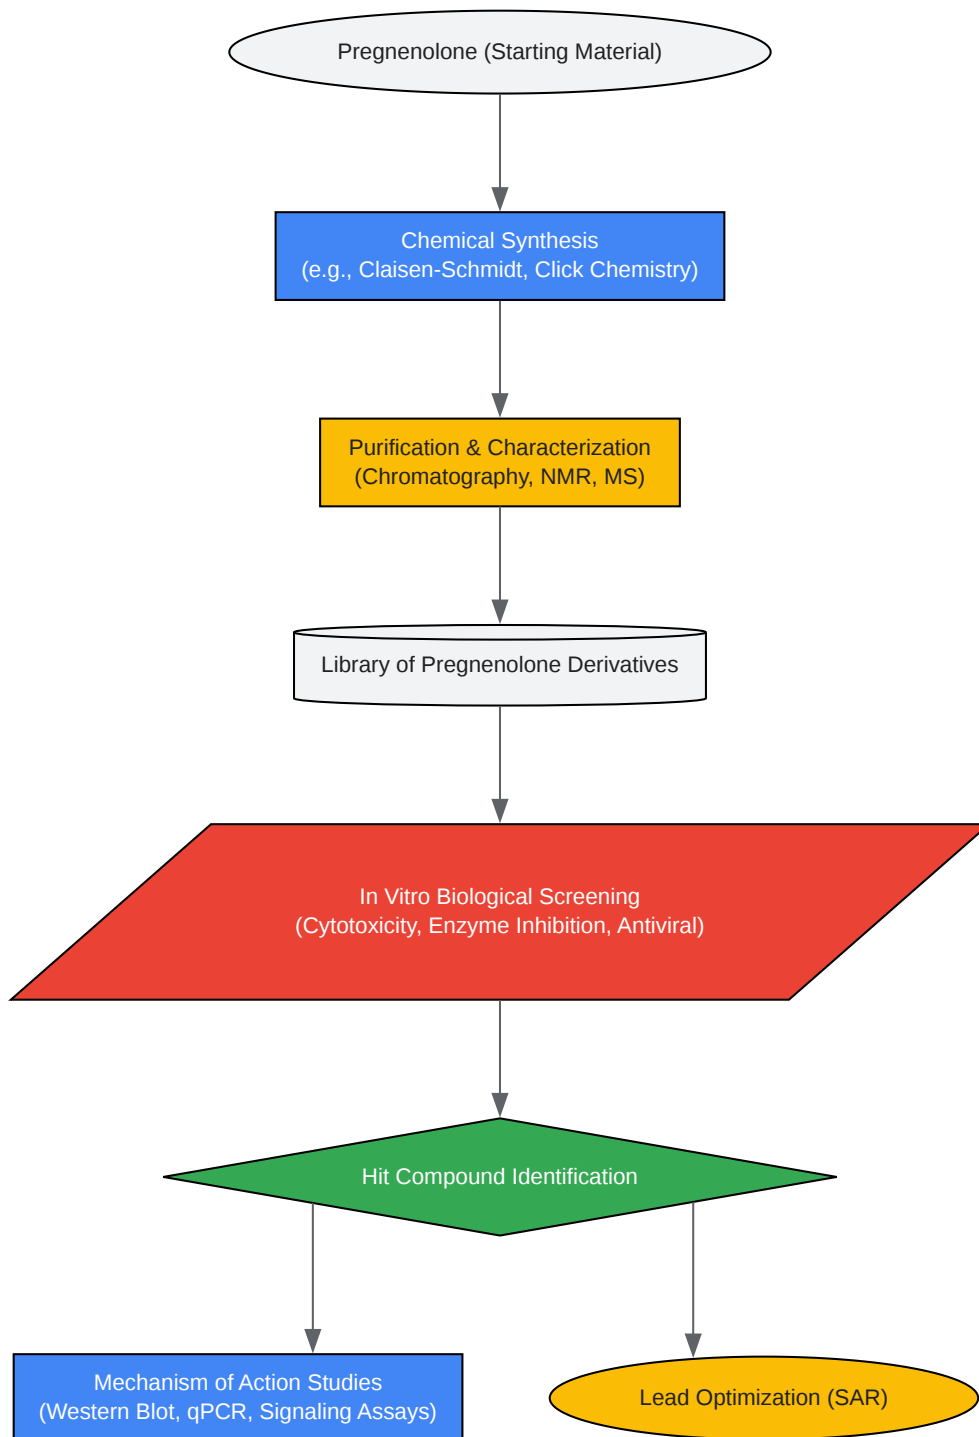 Pregnenolone (Starting Material)
Chemical Synthesis
(e.g., Claisen-Schmidt, Click Chemistry)
Purification & Characterization
(Chromatography, NMR, MS)
Library of Pregnenolone Derivatives
In Vitro Biological Screening
(Cytotoxicity, Enzyme Inhibition, Antiviral)
Hit Compound Identification
Mechanism of Action Studies
(Western Blot, qPCR, Signaling Assays)
Lead Optimization (SAR)